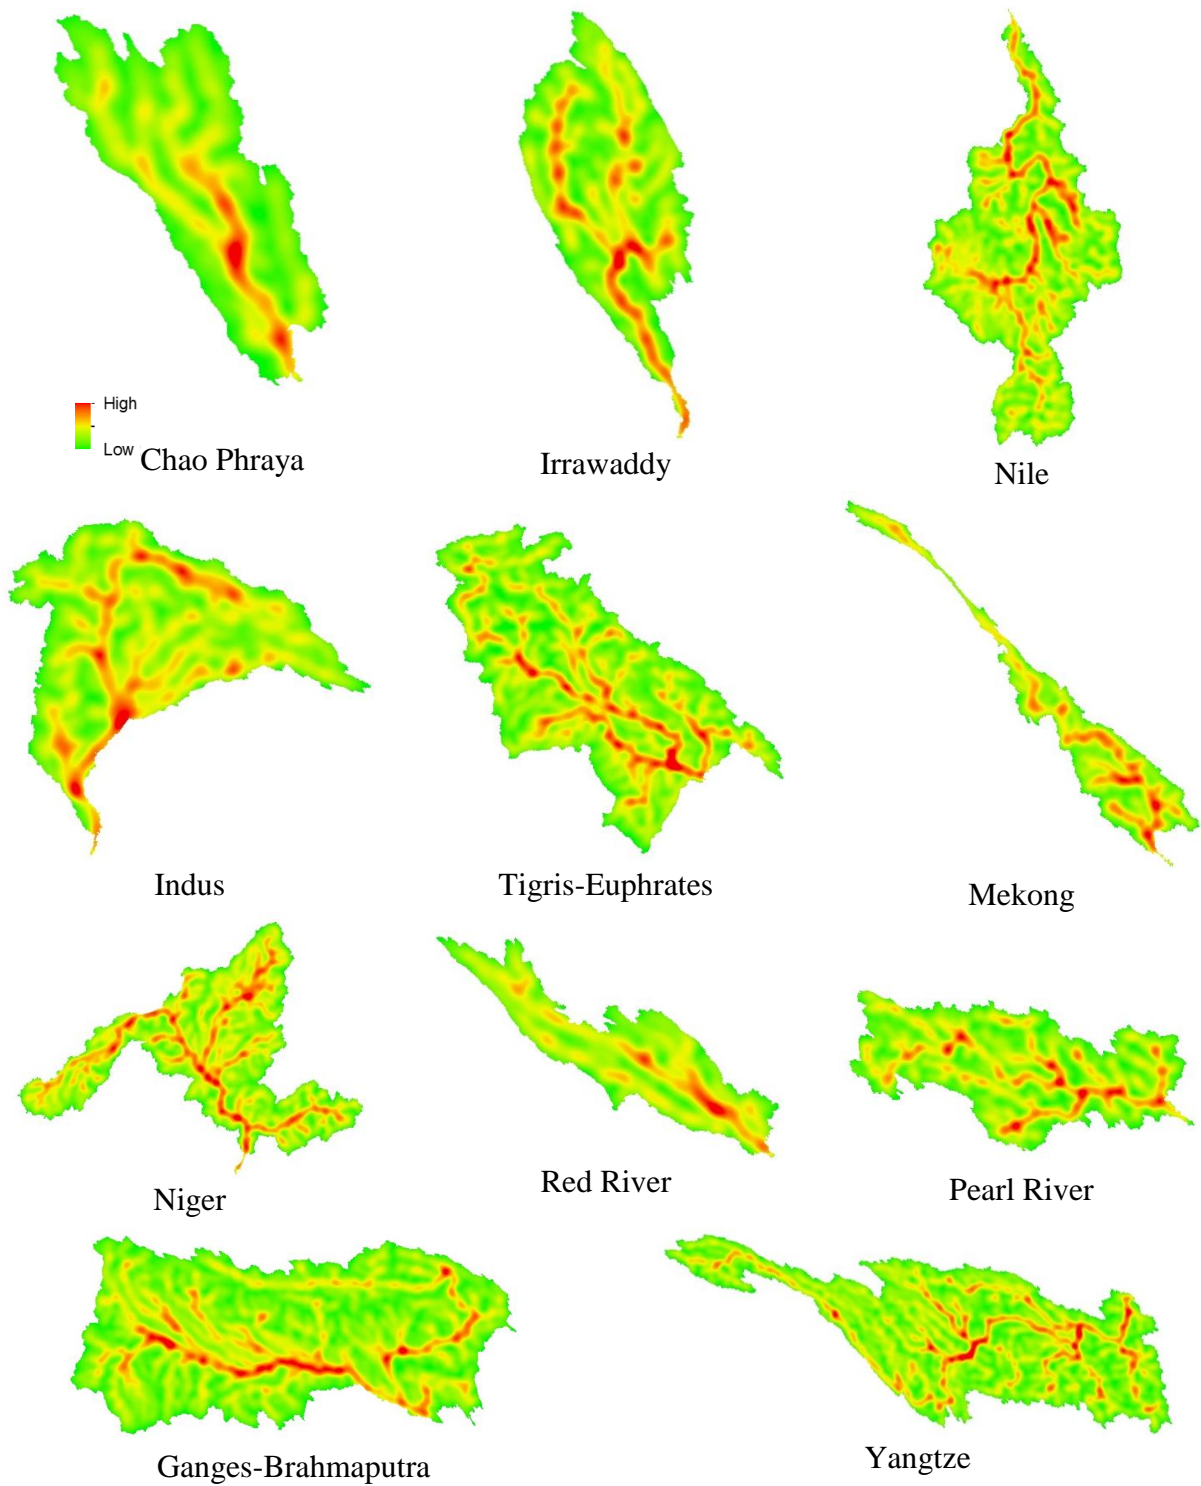 High
Low
Chao Phraya
Irrawaddy
Nile
Indus
Tigris-Euphrates
Mekong
Niger
Red River
Pearl River
Ganges-Brahmaputra
Yangtze